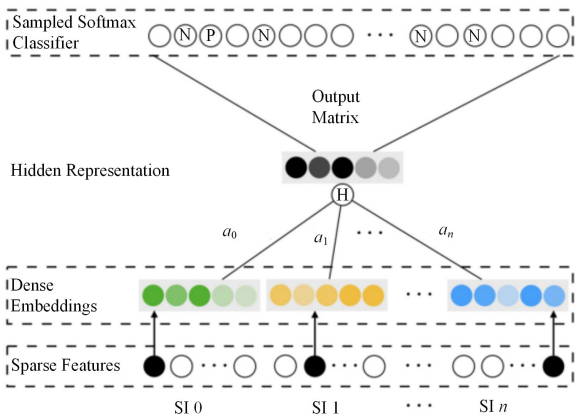 Sampled Softmax
Classifier
N P N ··· N N
Output
Matrix
Hidden Representation
H
a0 a1 ··· an
Dense
Embeddings
···
Sparse Features ··· ··· ···
SI 0 SI 1 ··· SI n